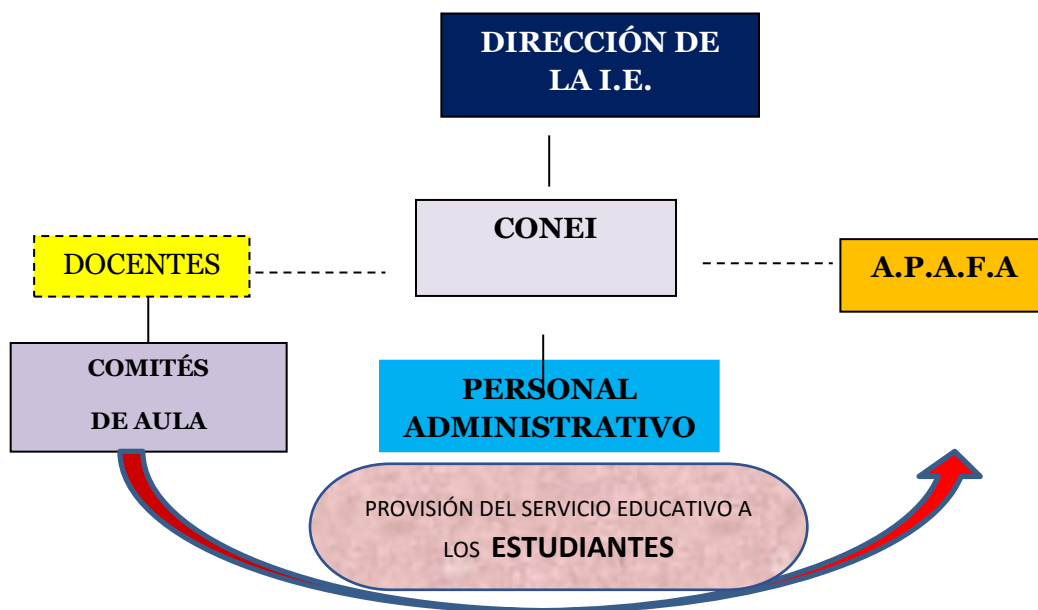 DIRECCIÓN DE
LA I.E.
CONEI
DOCENTES
A.P.A.F.A
COMITÉS
DE AULA
PERSONAL
ADMINISTRATIVO
PROVISIÓN DEL SERVICIO EDUCATIVO A
LOS ESTUDIANTES